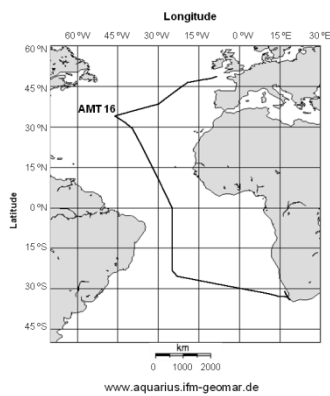 Longitude
60°W 45°W 30°W 15°W 0°W 15°E 30°E
60°N
45°N
AMT 16
30°N
15°N
0°N
15°S
30°S
45°S
Latitude
km
0 1000 2000
www.aquarius.ifm-geomar.de